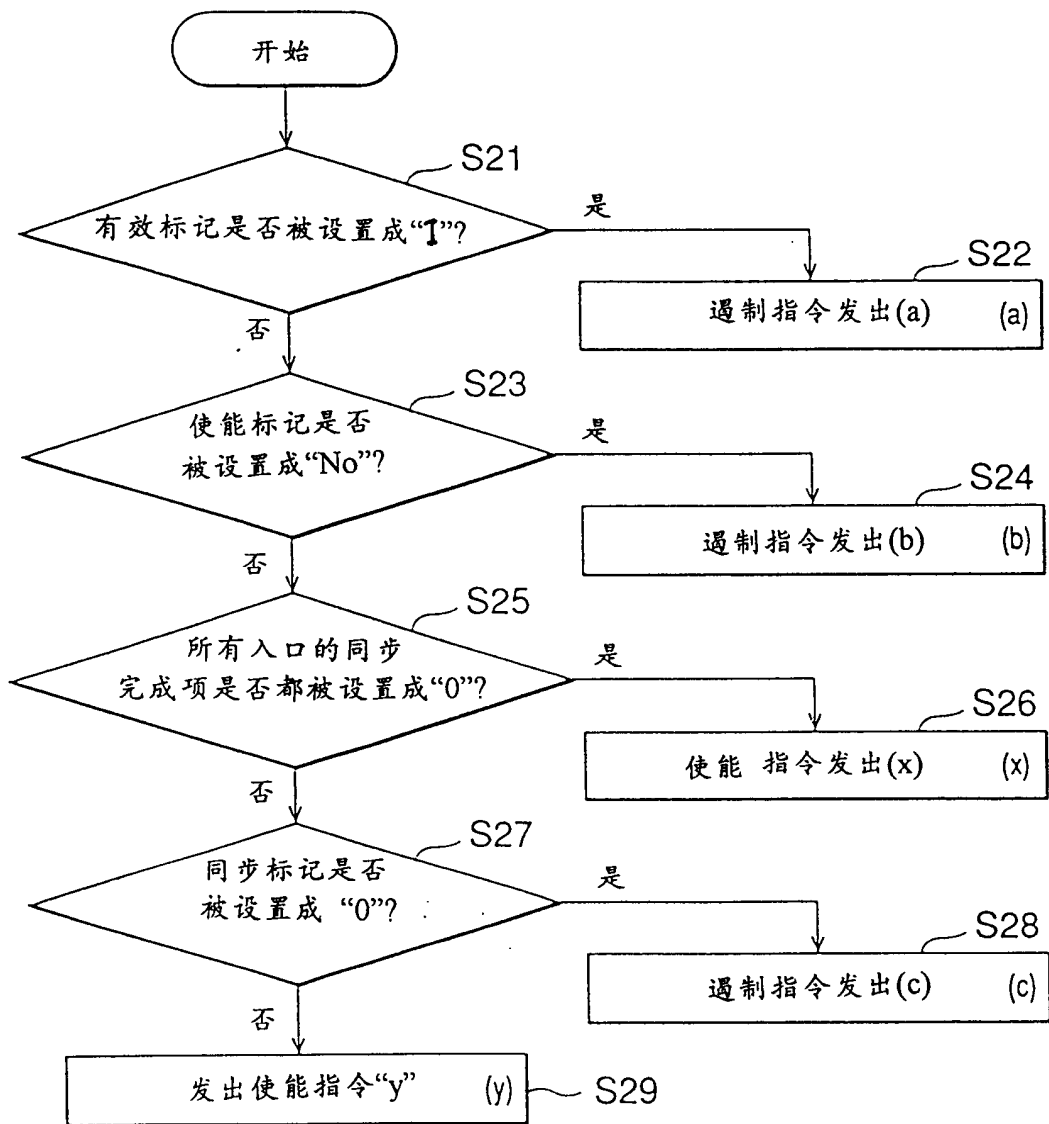 开始
S21
有效标记是否被设置成“I”?
是
S22
遏制指令发出(a) (a)
否
S23
使能标记是否
被设置成“No”?
是
S24
遏制指令发出(b) (b)
否
S25
所有入口的同步
完成项是否都被设置成“0”?
是
S26
使能 指令发出(x) (x)
否
S27
同步标记是否
被设置成 “0”?
是
S28
遏制指令发出(c) (c)
否
发出使能指令“y” (y)
S29